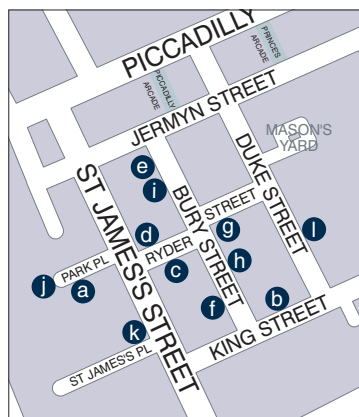 PICCADILLY
PRINCE'S
ARCADE
PICCADILLY
ARCADE
JERMYN STREET
MASON'S
YARD
ST JAMES'S STREET
BURY STREET
DUKE STREET
RYDER STREET
PARK PL
ST JAMES'S PL
KING STREET
e
i
d
g
l
c
h
j
a
f
b
k